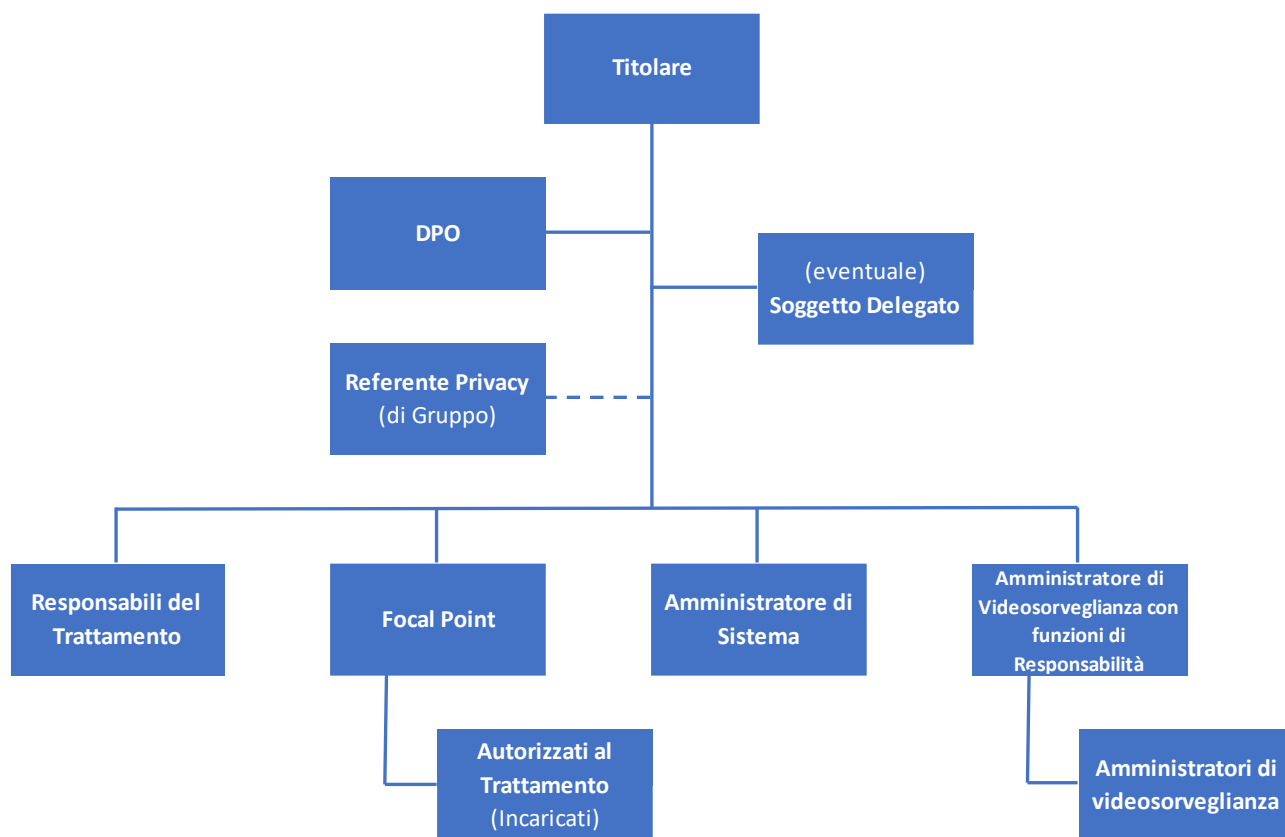 Titolare
DPO
(eventuale)
Soggetto Delegato
Referente Privacy
(di Gruppo)
Responsabili del
Trattamento
Focal Point
Amministratore di
Sistema
Amministratore di
Videosorveglianza con
funzioni di
Responsabilità
Autorizzati al
Trattamento
(Incaricati)
Amministratori di
videosorveglianza